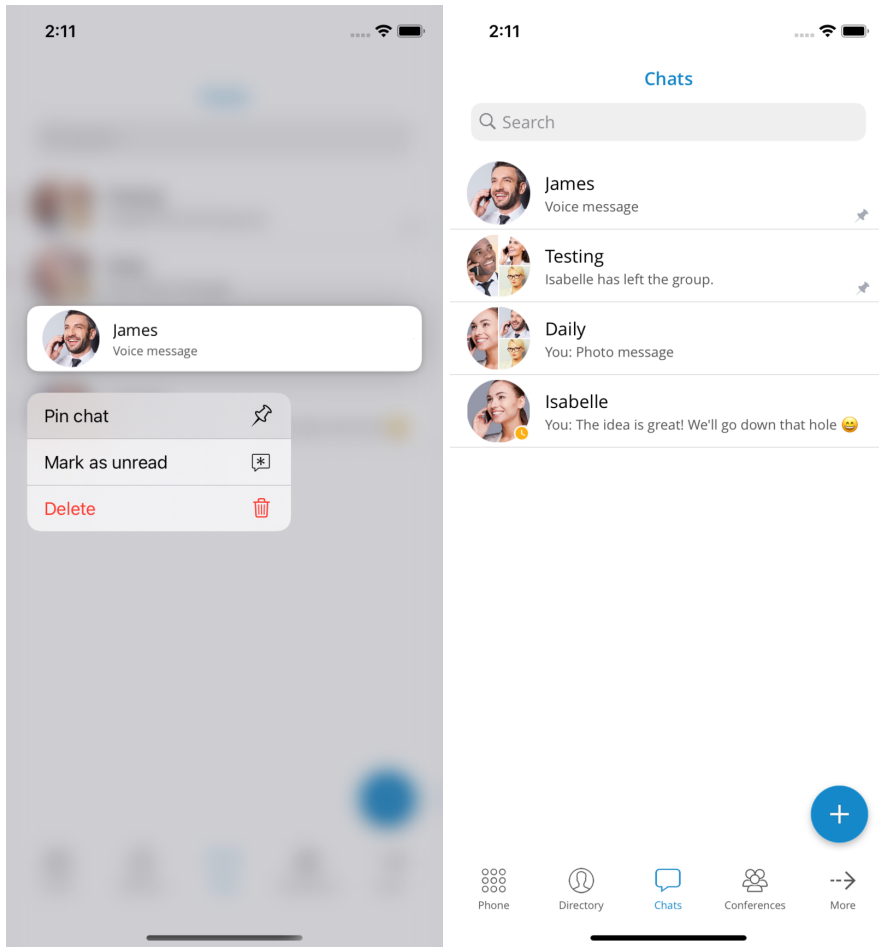 2:11
James
Voice message
Pin chat
Mark as unread
Delete
2:11
Chats
Search
James
Voice message
Testing
Isabelle has left the group.
Daily
You: Photo message
Isabelle
You: The idea is great! We'll go down that hole 😄
Phone
Directory
Chats
Conferences
More